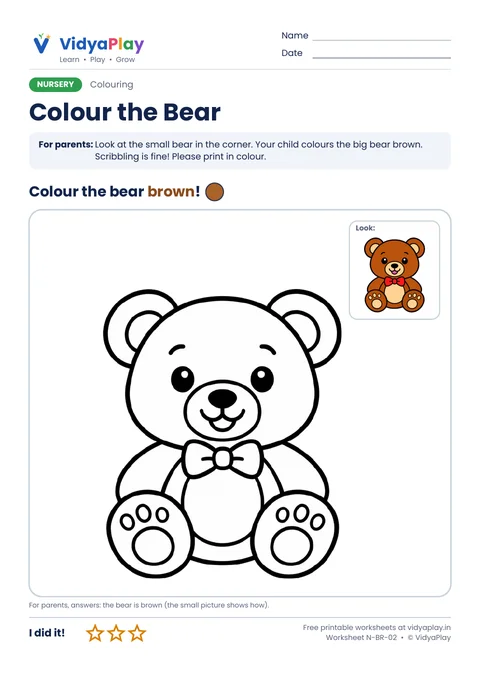 VidyaPlay
Learn • Play • Grow
Name
Date
NURSERY Colouring
Colour the Bear
For parents: Look at the small bear in the corner. Your child colours the big bear brown.
Scribbling is fine! Please print in colour.
Colour the bear brown!
Look:
For parents, answers: the bear is brown (the small picture shows how).
I did it!
Free printable worksheets at vidyaplay.in
Worksheet N-BR-02 • © VidyaPlay